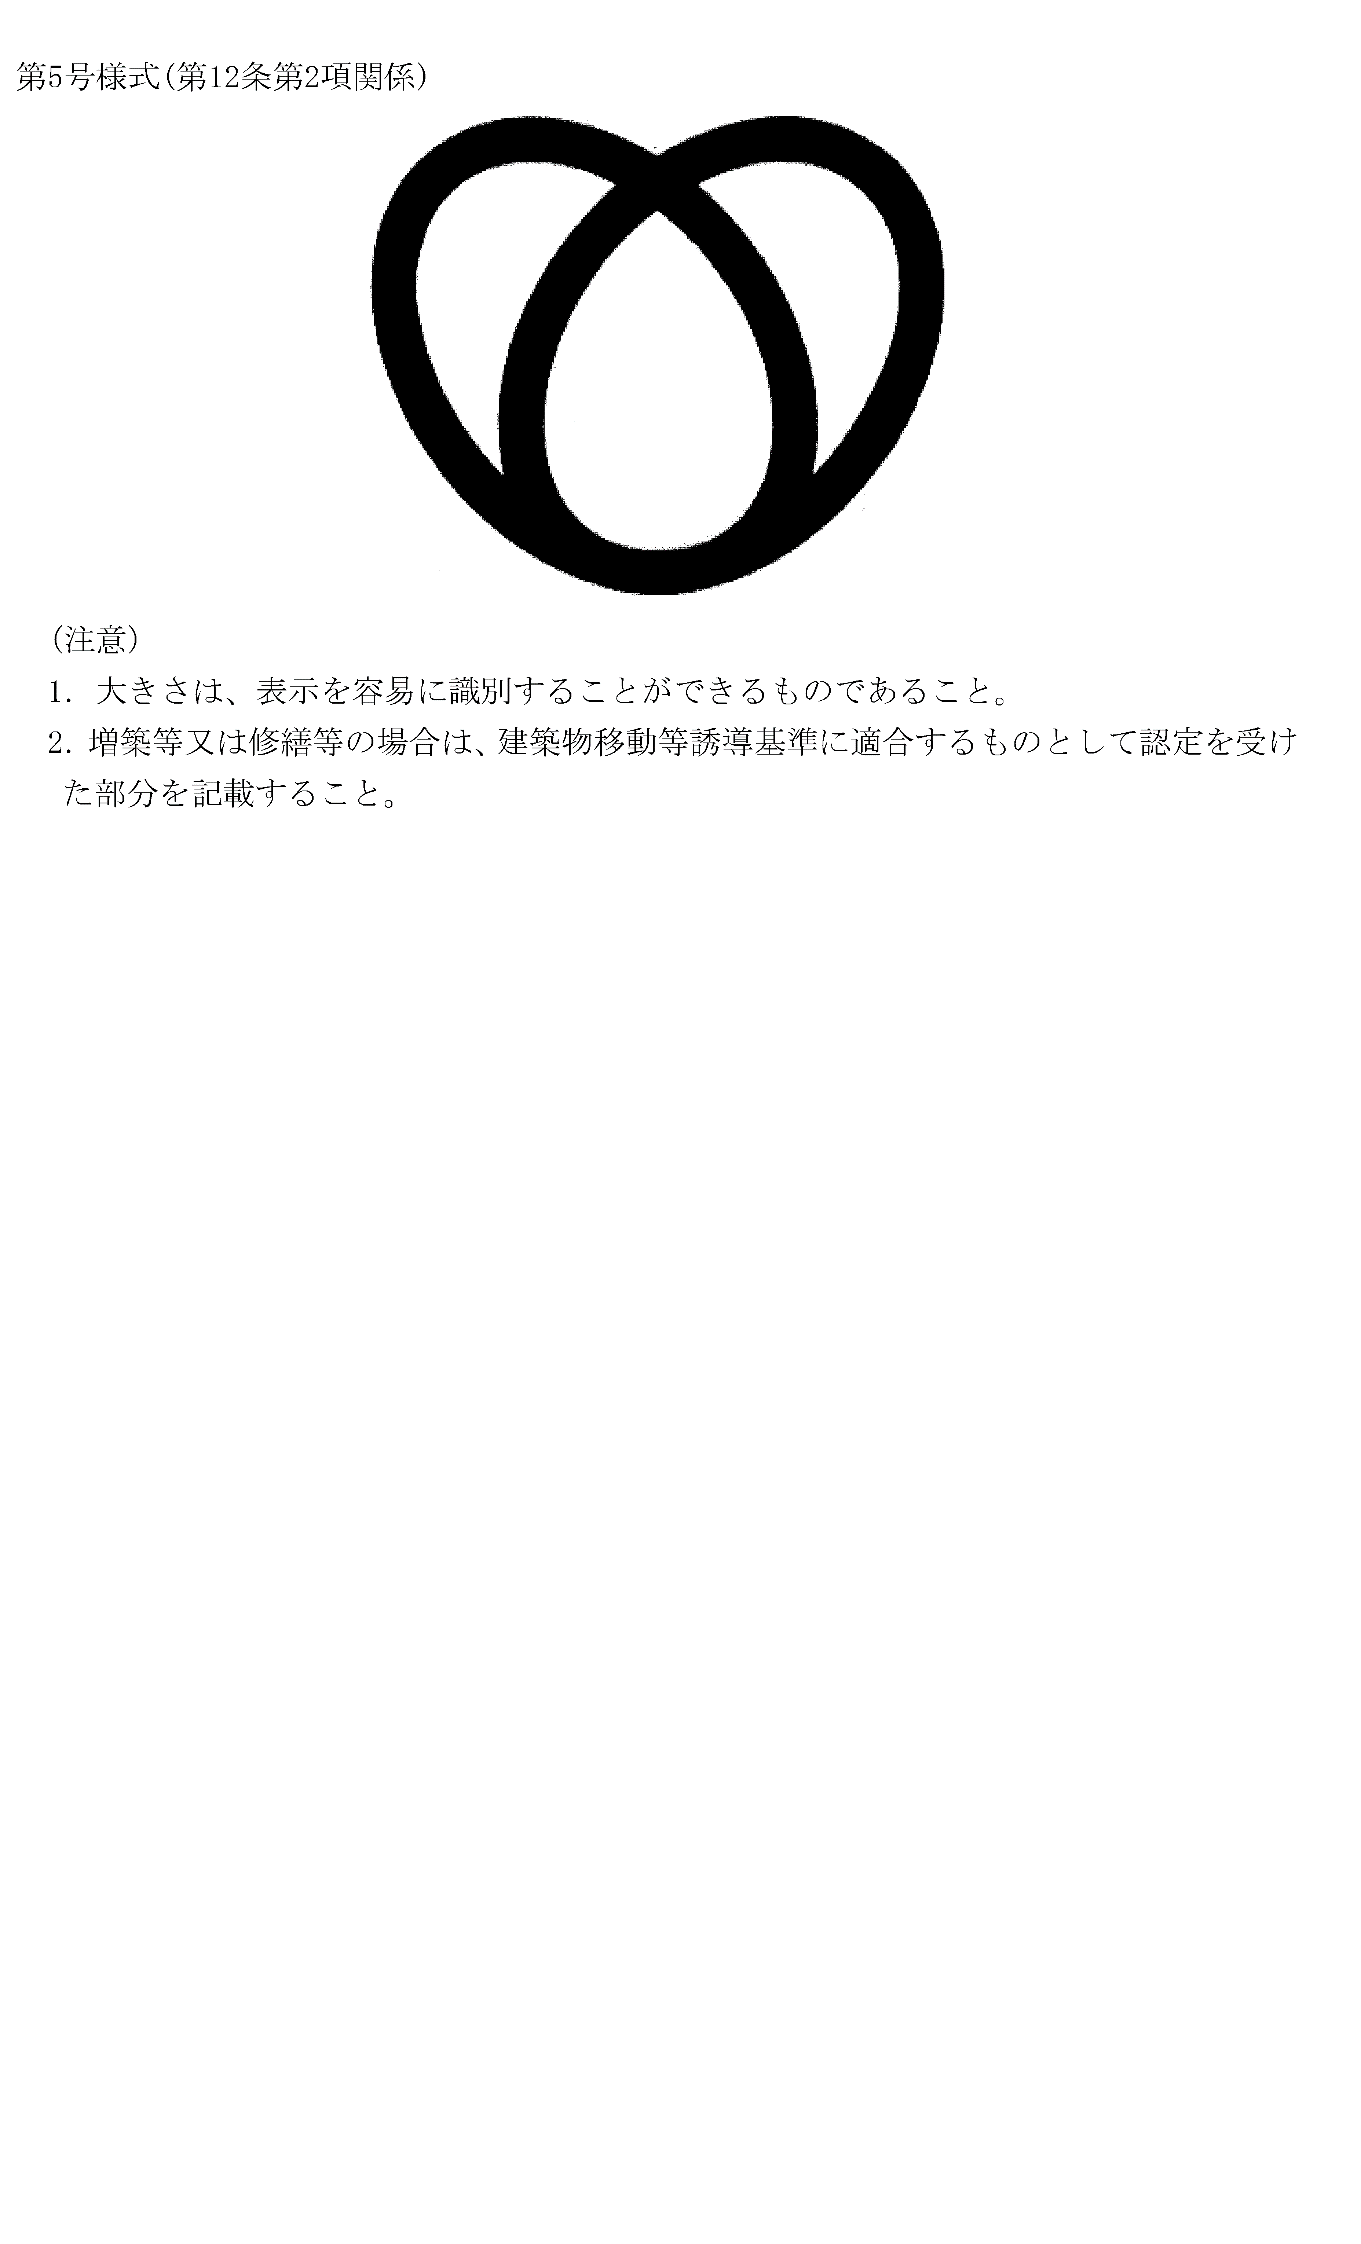 第5号様式(第12条第2項関係)
(注意)
1. 大きさは、表示を容易に識別することができるものであること。
2. 増築等又は修繕等の場合は、建築物移動等誘導基準に適合するものとして認定を受け
た部分を記載すること。